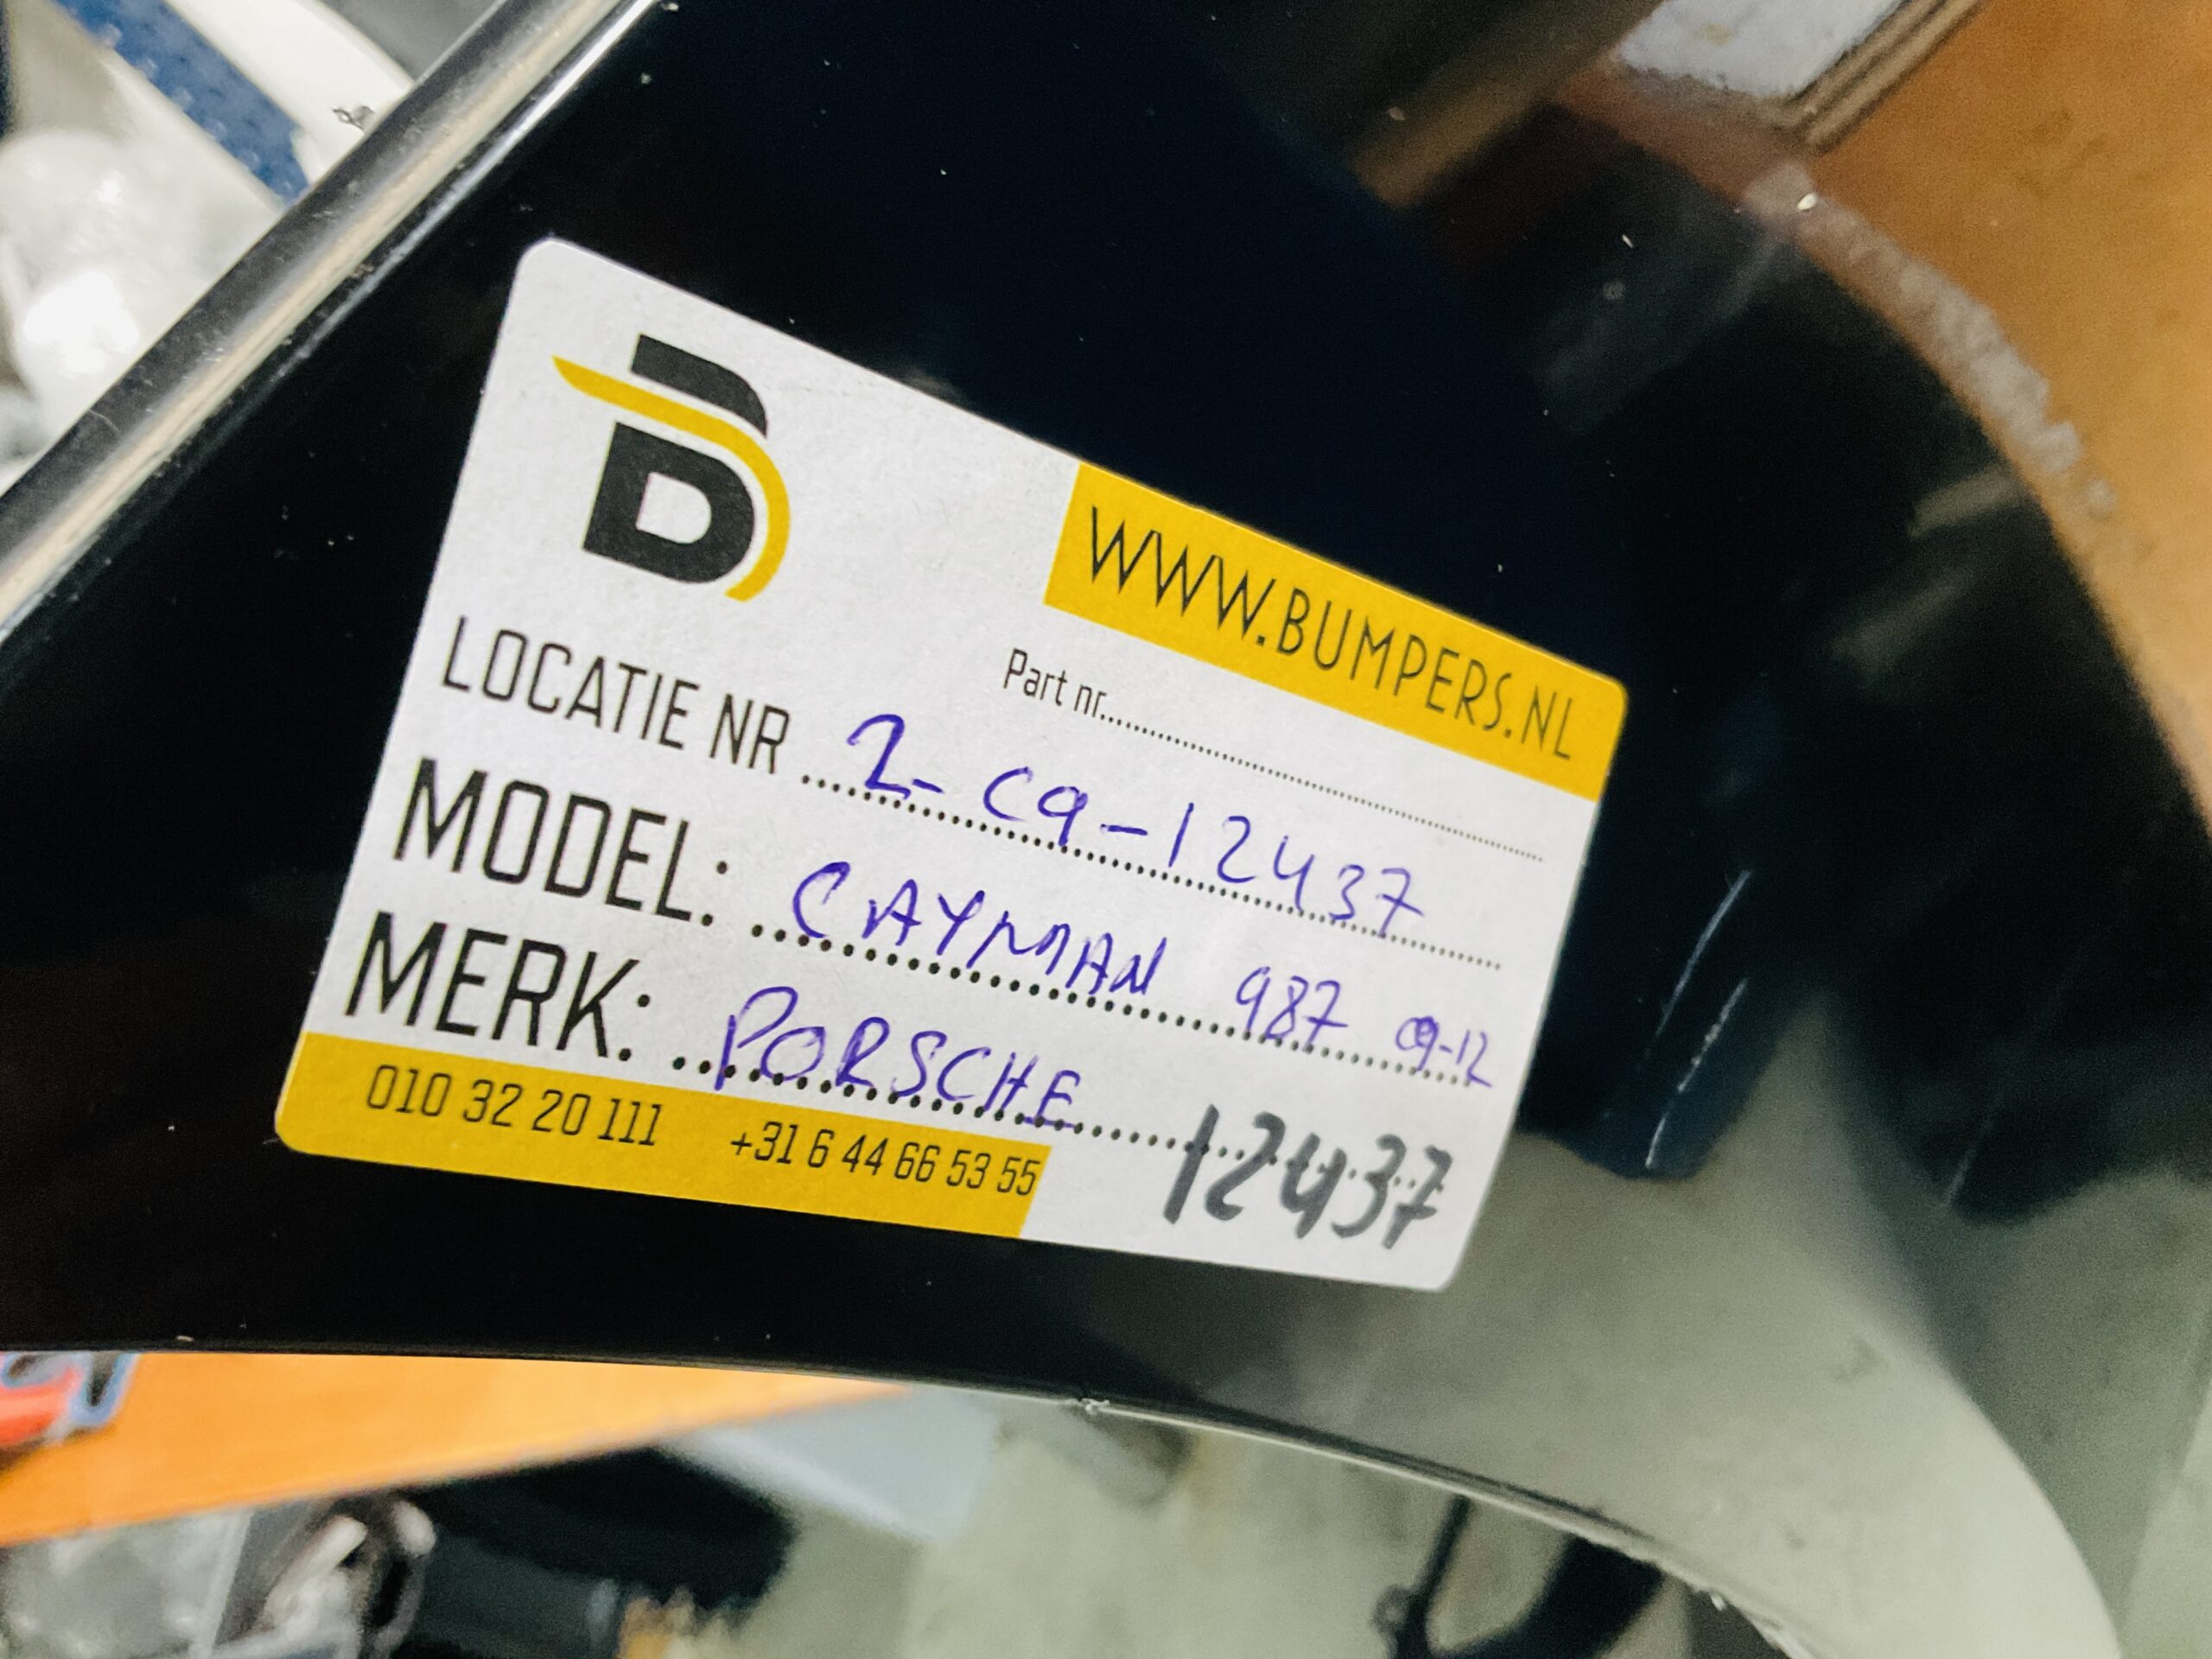 B
WWW.BUMPERS.NL
Part nr...
LOCATIE NR ... 2-C9-12437
MODEL: CAYMAN 987 09-12
MERK: PORSCHE
12437
010 32 20 111 +31 6 44 66 53 55